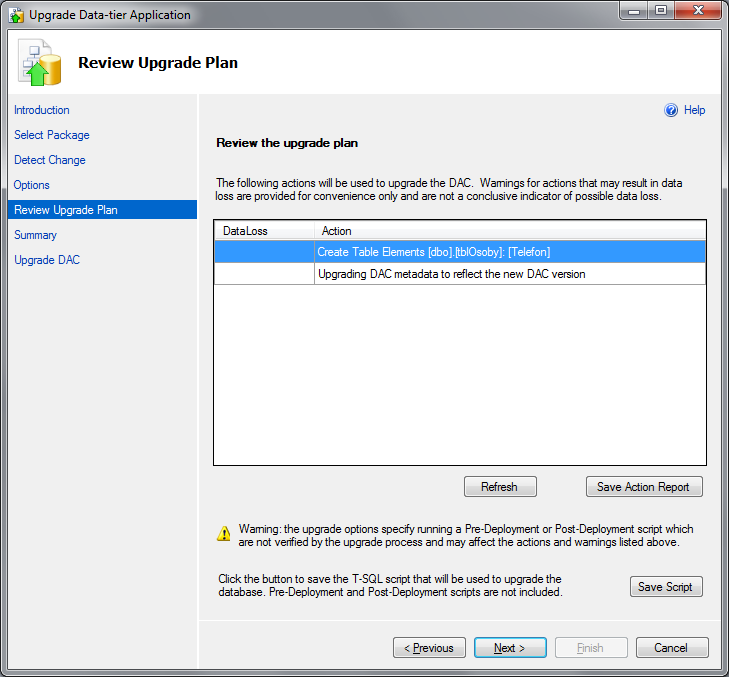 Upgrade Data-tier Application
Review Upgrade Plan
Introduction
Select Package
Detect Change
Options
Review Upgrade Plan
Summary
Upgrade DAC
Help
Review the upgrade plan
The following actions will be used to upgrade the DAC. Warnings for actions that may result in data
loss are provided for convenience only and are not a conclusive indicator of possible data loss.
DataLoss Action
Create Table Elements [dbo].[tblOsoby]: [Telefon]
Upgrading DAC metadata to reflect the new DAC version
Refresh Save Action Report
Warning: the upgrade options specify running a Pre-Deployment or Post-Deployment script which
are not verified by the upgrade process and may affect the actions and warnings listed above.
Click the button to save the T-SQL script that will be used to upgrade the
database. Pre-Deployment and Post-Deployment scripts are not included.
Save Script
< Previous Next > Finish Cancel